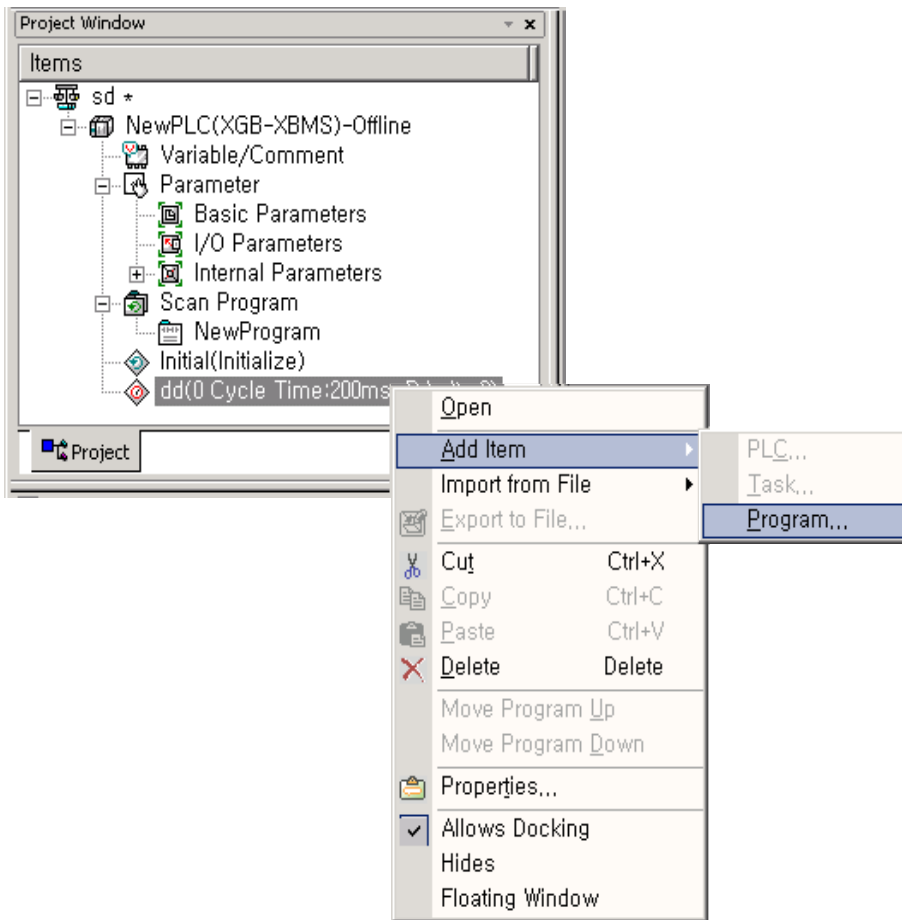 Project Window
Items
sd *
NewPLC(XGB-XBMS)-Offline
Variable/Comment
Parameter
Basic Parameters
I/O Parameters
Internal Parameters
Scan Program
NewProgram
Initial(Initialize)
dd(0 Cycle Time:200ms,
Project
Open
Add Item
Import from File
Export to File...
Cut Ctrl+X
Copy Ctrl+C
Paste Ctrl+V
Delete Delete
Move Program Up
Move Program Down
Properties...
Allows Docking
Hides
Floating Window
PLC...
Task...
Program...